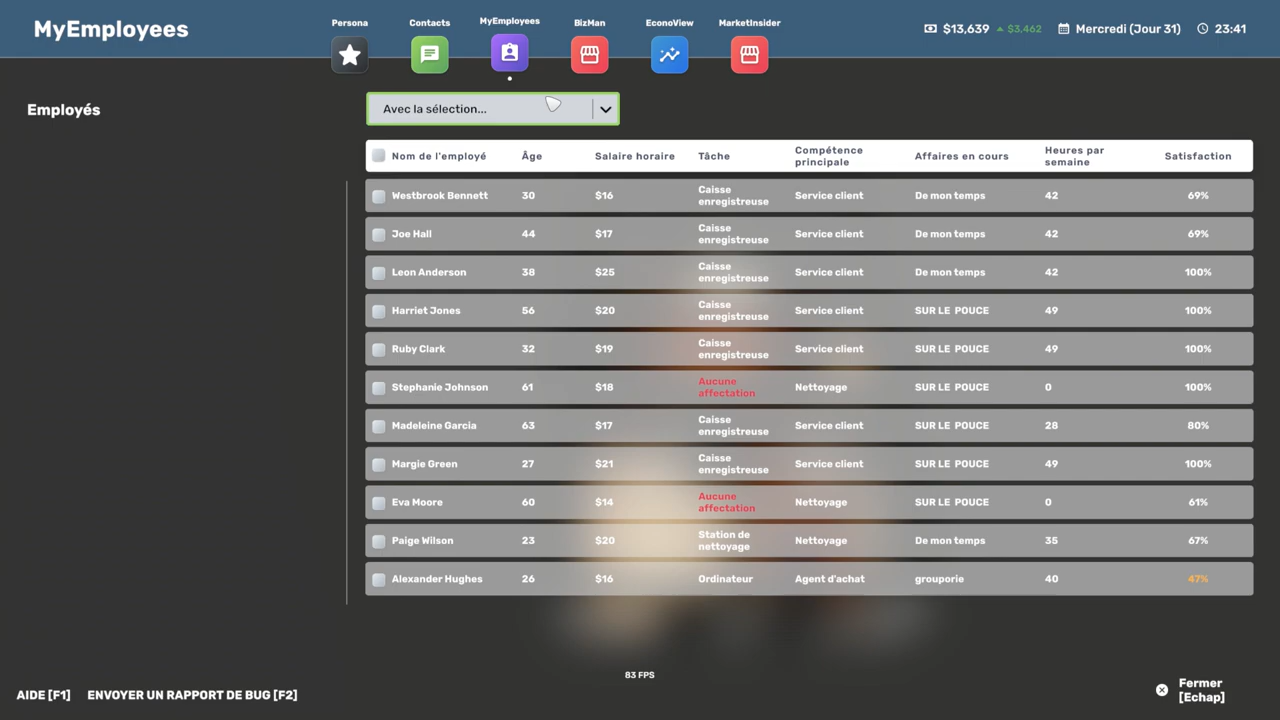 MyEmployees
Persona
Contacts
MyEmployees
BizMan
EconoView
MarketInsider
$13,639 ▲ $3.462 Mercredi (Jour 31) 23:41
Employés
Avec la sélection...
Nom de l'employé Âge Salaire horaire Tâche Compétence principale Affaires en cours Heures par semaine Satisfaction
Westbrook Bennett 30 $16 Caisse enregistreuse Service client De mon temps 42 69%
Joe Hall 44 $17 Caisse enregistreuse Service client De mon temps 42 69%
Leon Anderson 38 $25 Caisse enregistreuse Service client De mon temps 42 100%
Harriet Jones 56 $20 Caisse enregistreuse Service client SUR LE POUCE 49 100%
Ruby Clark 32 $19 Caisse enregistreuse Service client SUR LE POUCE 49 100%
Stephanie Johnson 61 $18 Aucune affectation Nettoyage SUR LE POUCE 0 100%
Madeleine Garcia 63 $17 Caisse enregistreuse Service client SUR LE POUCE 28 80%
Margie Green 27 $21 Caisse enregistreuse Service client SUR LE POUCE 49 100%
Eva Moore 60 $14 Aucune affectation Nettoyage SUR LE POUCE 0 61%
Paige Wilson 23 $20 Station de nettoyage Nettoyage De mon temps 35 67%
Alexander Hughes 26 $16 Ordinateur Agent d'achat grouporie 40 47%
83 FPS
AIDE [F1] ENVOYER UN RAPPORT DE BUG [F2]
Fermer
[Echap]